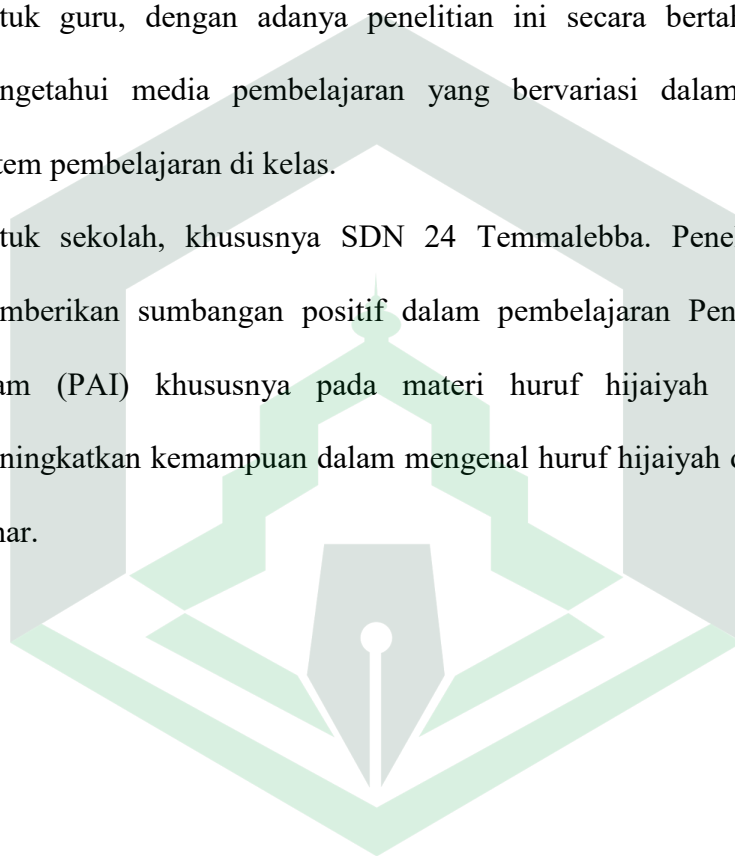 tuk guru, dengan adanya penelitian ini secara bertal
ngetahui media pembelajaran yang bervariasi dalam
tem pembelajaran di kelas.
tuk sekolah, khususnya SDN 24 Temmalebba. Pene
mberikan sumbangan positif dalam pembelajaran Pen
am (PAI) khususnya pada materi huruf hijaiyah
ningkatkan kemampuan dalam mengenal huruf hijaiyah
nar.